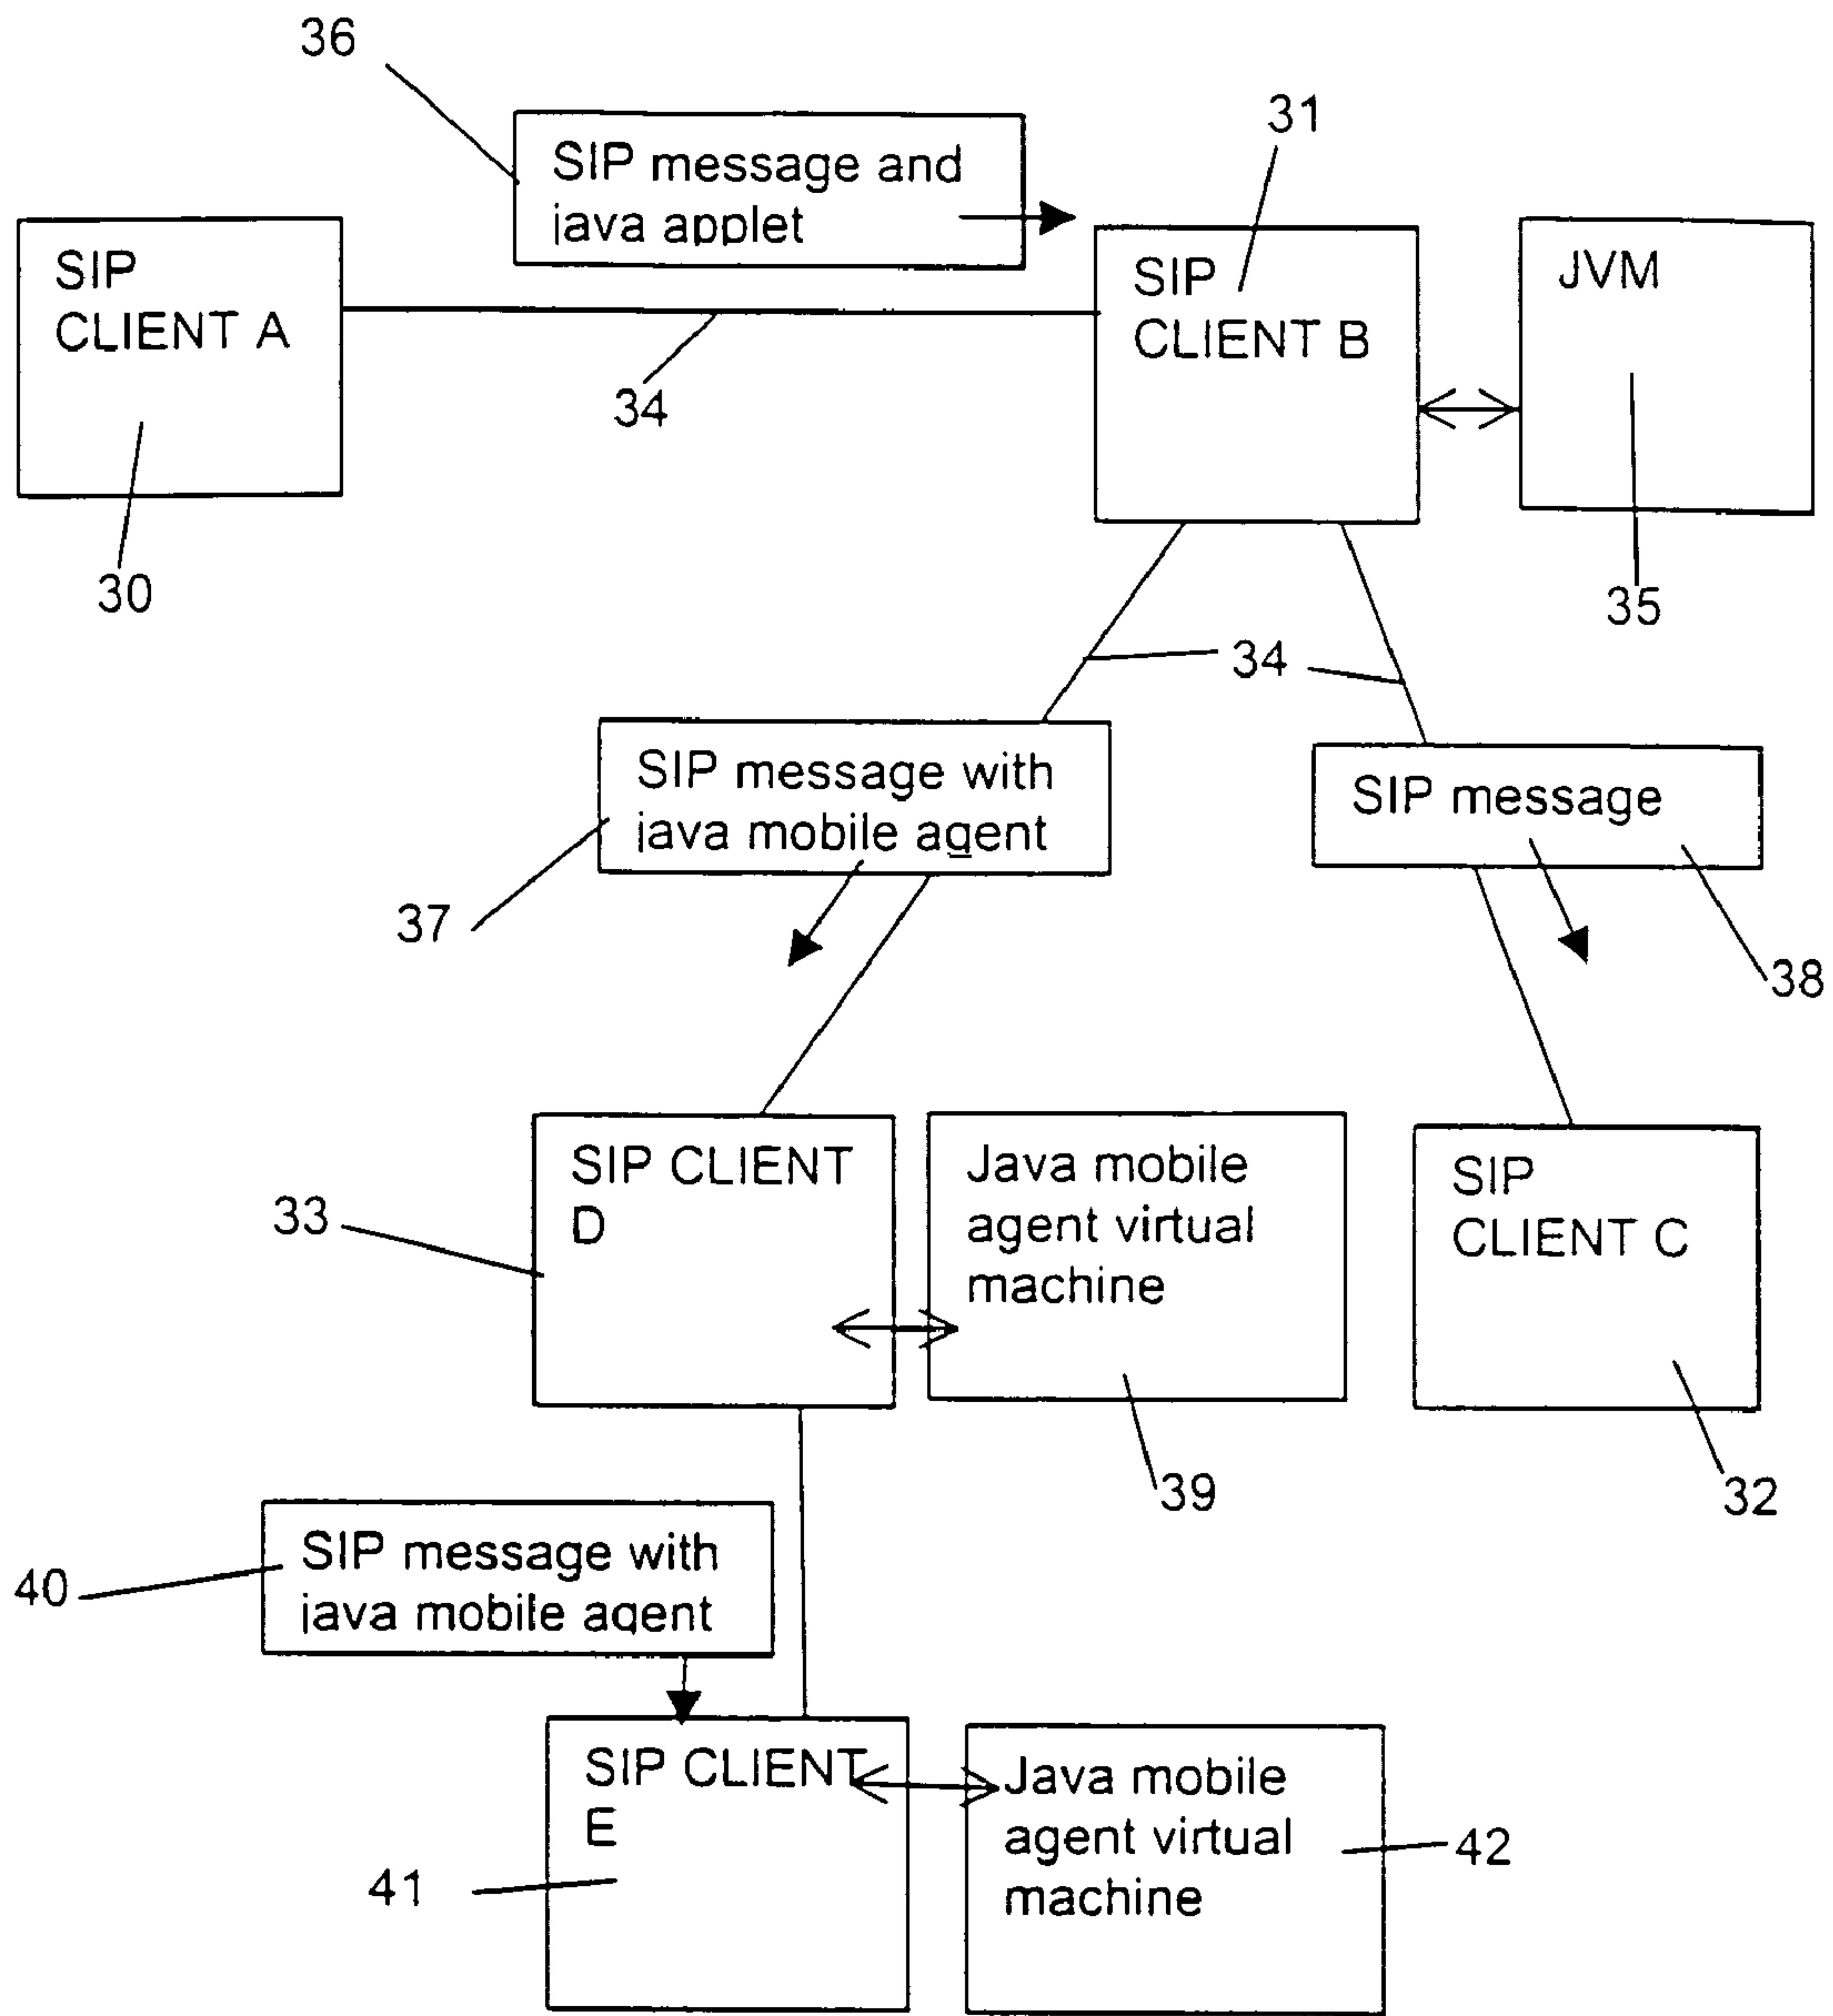 36
31
SIP message and
java applet
SIP
CLIENT A
SIP
CLIENT B
JVM
34
30
35
34
SIP message with
java mobile agent
SIP message
37
38
SIP CLIENT
D
Java mobile
agent virtual
machine
SIP
CLIENT C
33
39
32
SIP message with
java mobile agent
40
SIP CLIENT
E
Java mobile
agent virtual
machine
41
42